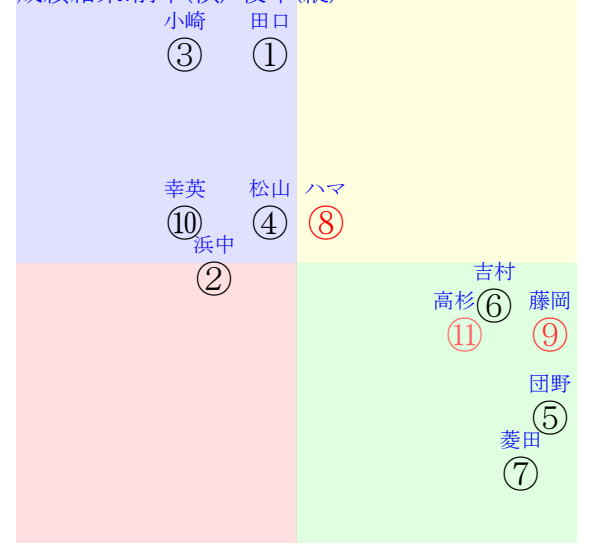 小崎 田口
③ ①
幸英 松山 ハマ
⑩ ④ ⑧
浜中
②
吉村
高杉 ⑥ 藤岡
⑪ ⑨
団野
⑤
菱田
⑦